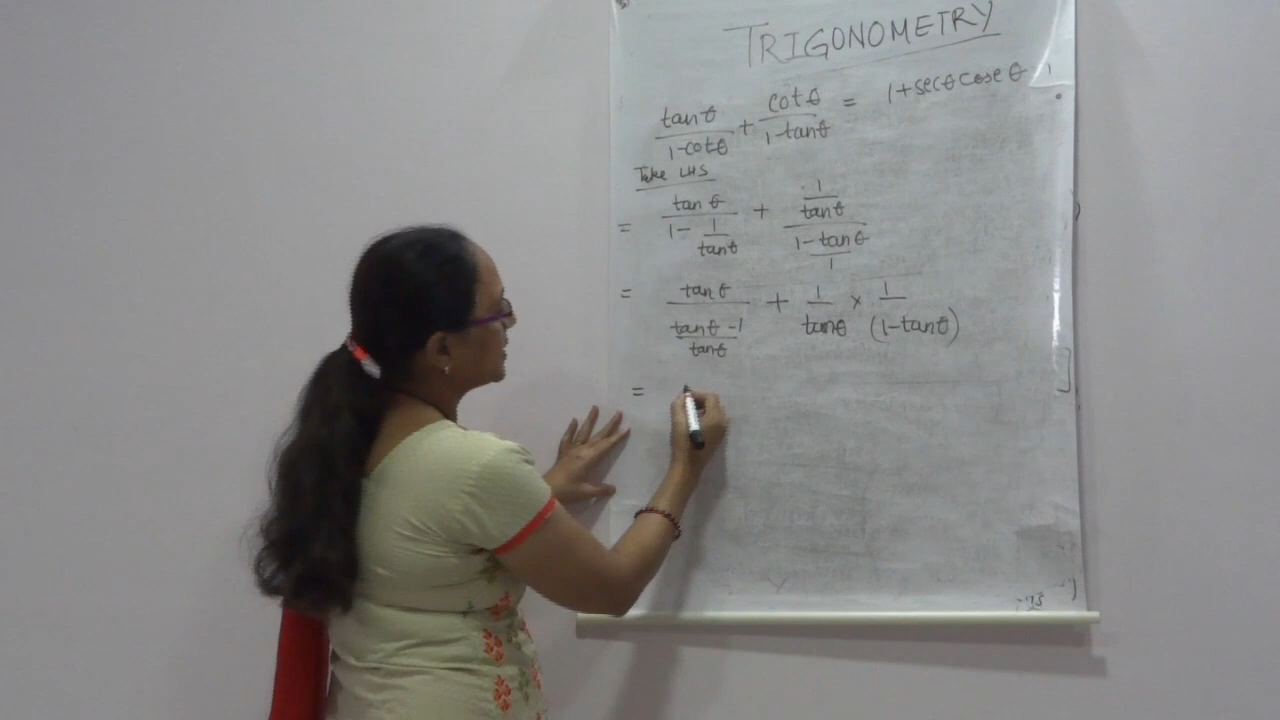 TRIGONOMETRY
tanθ/1-cotθ + cotθ/1-tanθ = 1+secθcosecθ
Take LHS
= tanθ/(1-1/tanθ) + (1/tanθ)/((1-tanθ)/1)
= tanθ/((tanθ-1)/tanθ) + 1/tanθ × 1/(1-tanθ)
=